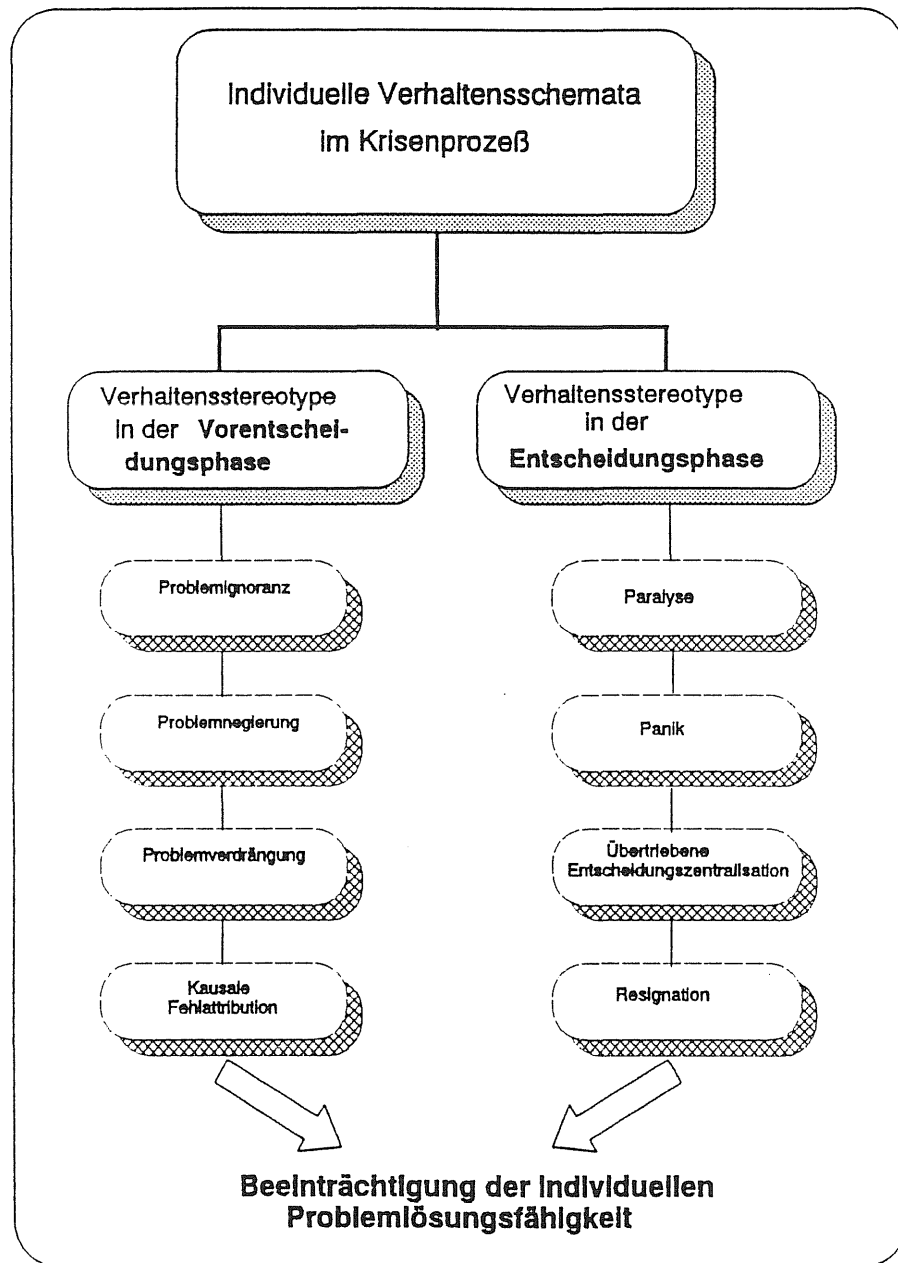 Individuelle Verhaltensschemata
im Krisenprozeß
Verhaltensstereotype
in der Vorentschei-
dungsphase
Verhaltensstereotype
in der
Entscheidungsphase
Problemignoranz
Problemnegierung
Problemverdrängung
Kausale
Fehlattribution
Paralyse
Panik
Übertriebene
Entscheidungszentralisation
Resignation
Beeinträchtigung der individuellen
Problemlösungsfähigkeit